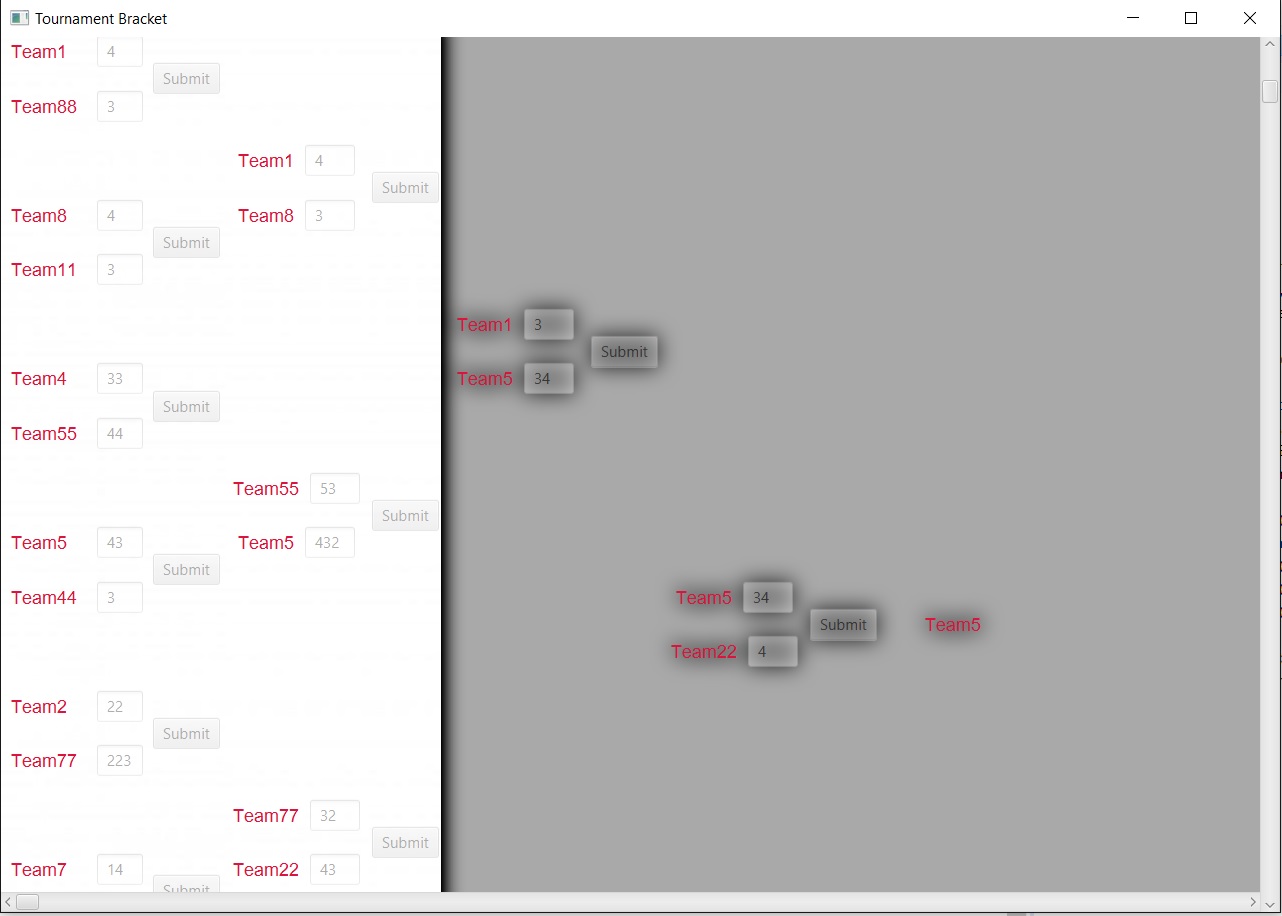 Tournament Bracket
Team1 4
Submit
Team88 3
Team1 4
Submit
Team8 4 Team8 3
Submit
Team11 3
Team1 3
Submit
Team4 33 Team5 34
Submit
Team55 44
Team55 53
Submit
Team5 43 Team5 432
Submit
Team44 3 Team5 34
Submit Team5
Team22 4
Team2 22
Submit
Team77 223
Team77 32
Submit
Team7 14 Team22 43
Submit